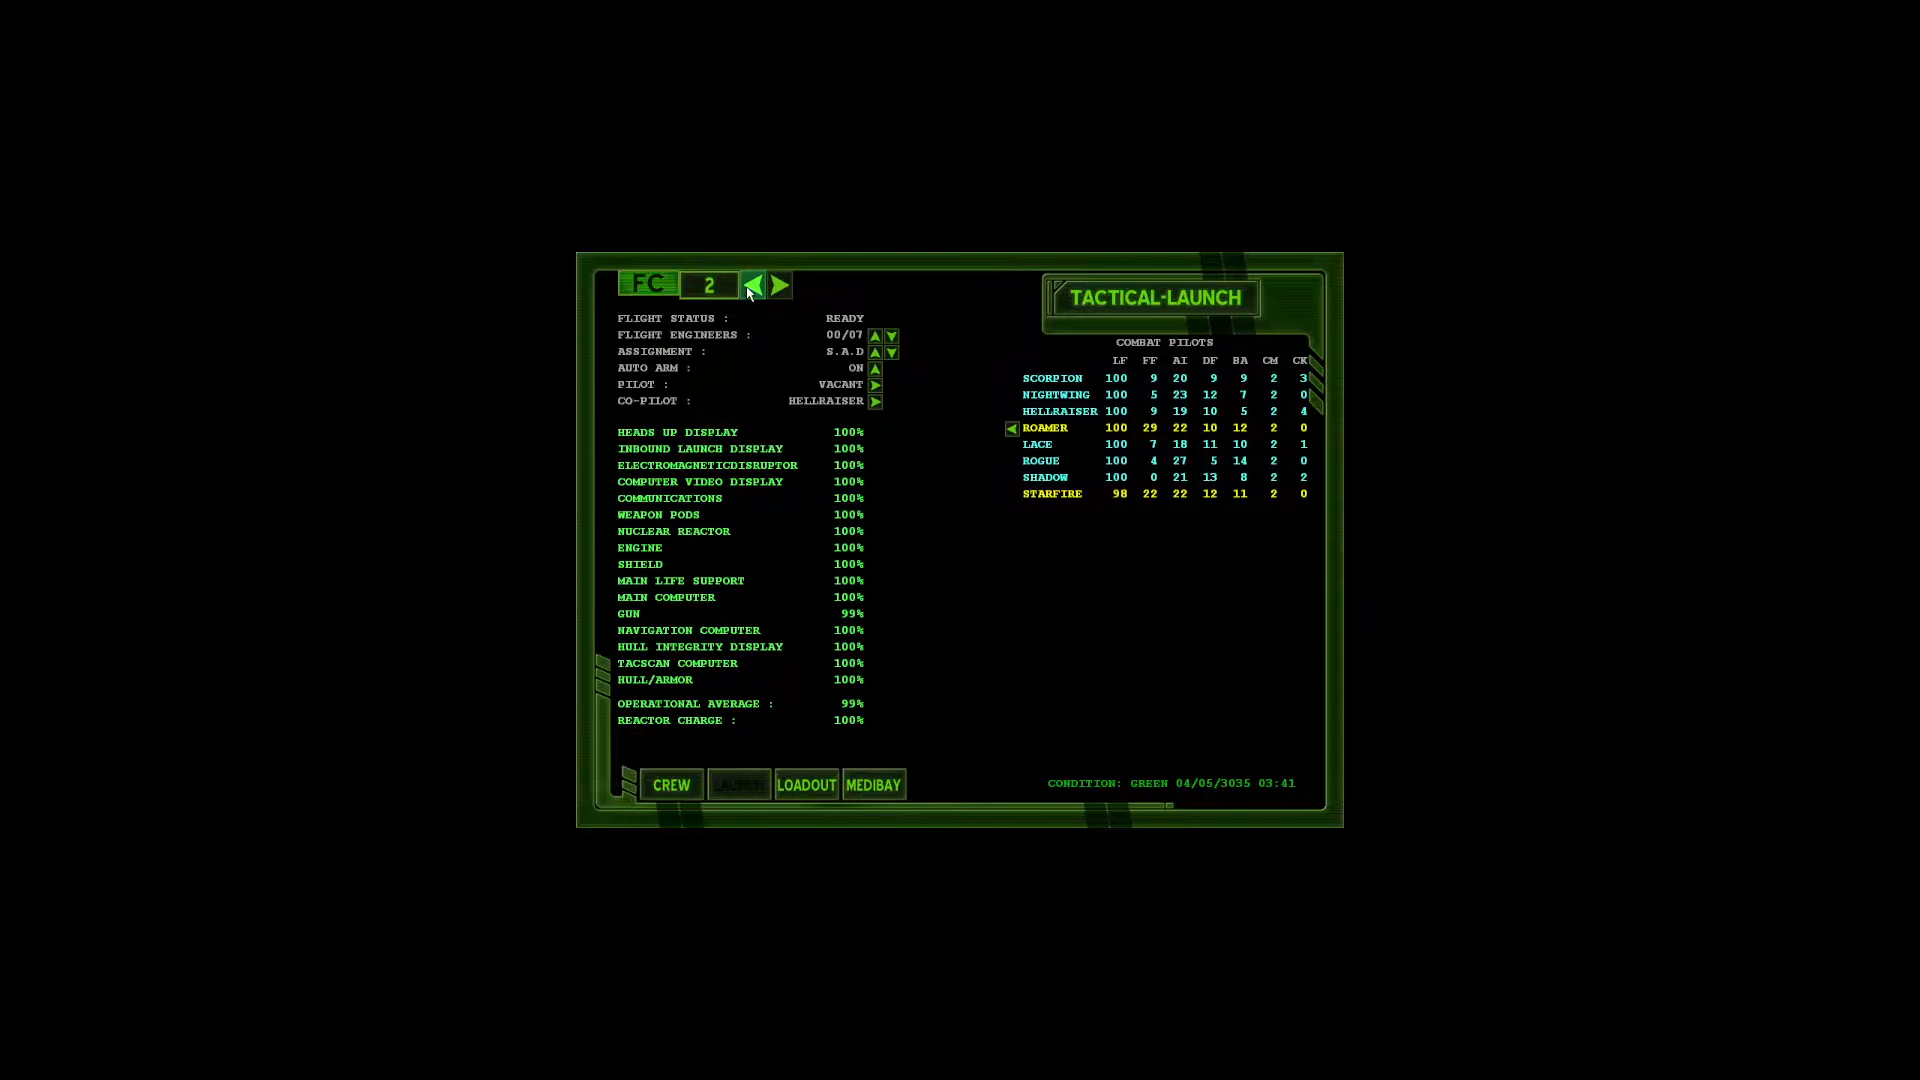 FC 2
TACTICAL-LAUNCH
FLIGHT STATUS : READY
FLIGHT ENGINEERS : 00/07
ASSIGNMENT : S.A.D
AUTO ARM : ON
PILOT : VACANT
CO-PILOT : HELLRAISER
HEADS UP DISPLAY 100%
INBOUND LAUNCH DISPLAY 100%
ELECTROMAGNETICDISRUPTOR 100%
COMPUTER VIDEO DISPLAY 100%
COMMUNICATIONS 100%
WEAPON PODS 100%
NUCLEAR REACTOR 100%
ENGINE 100%
SHIELD 100%
MAIN LIFE SUPPORT 100%
MAIN COMPUTER 100%
GUN 99%
NAVIGATION COMPUTER 100%
HULL INTEGRITY DISPLAY 100%
TACSCAN COMPUTER 100%
HULL/ARMOR 100%
OPERATIONAL AVERAGE : 99%
REACTOR CHARGE : 100%
COMBAT PILOTS
LF FF AI DF BA CM CK
SCORPION 100 9 20 9 9 2 3
NIGHTWING 100 5 23 12 7 2 0
HELLRAISER 100 9 19 10 5 2 4
ROAMER 100 29 22 10 12 2 0
LACE 100 7 18 11 10 2 1
ROGUE 100 4 27 5 14 2 0
SHADOW 100 0 21 13 8 2 2
STARFIRE 98 22 22 12 11 2 0
CREW LAUNCH LOADOUT MEDIBAY
CONDITION: GREEN 04/05/3035 03:41